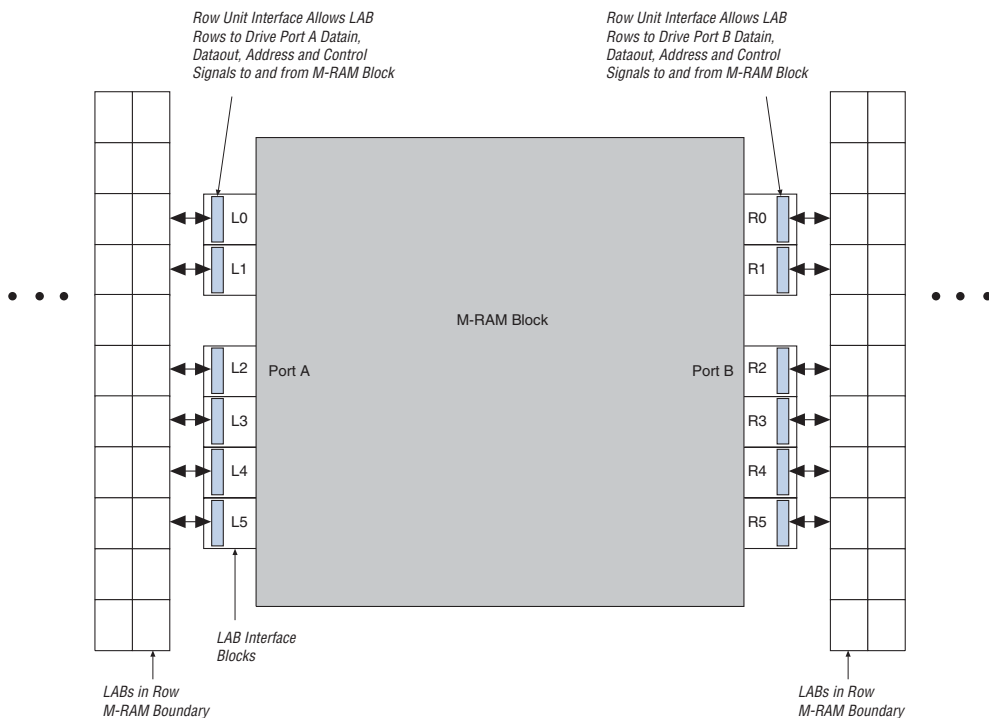 Row Unit Interface Allows LAB
Rows to Drive Port A Datain,
Dataout, Address and Control
Signals to and from M-RAM Block
Row Unit Interface Allows LAB
Rows to Drive Port B Datain,
Dataout, Address and Control
Signals to and from M-RAM Block
L0
R0
L1
R1
M-RAM Block
L2
Port A
Port B
R2
L3
R3
L4
R4
L5
R5
LAB Interface
Blocks
LABs in Row
M-RAM Boundary
LABs in Row
M-RAM Boundary